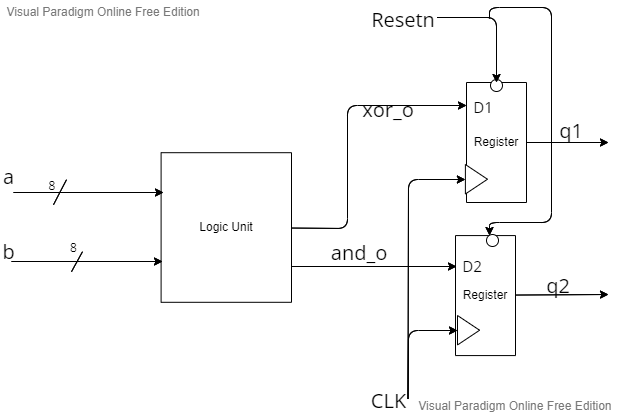 Visual Paradigm Online Free Edition
Resetn
xor_o
D1
Register
q1
a
8
Logic Unit
b
8
and_o
D2
Register
q2
CLK
Visual Paradigm Online Free Edition